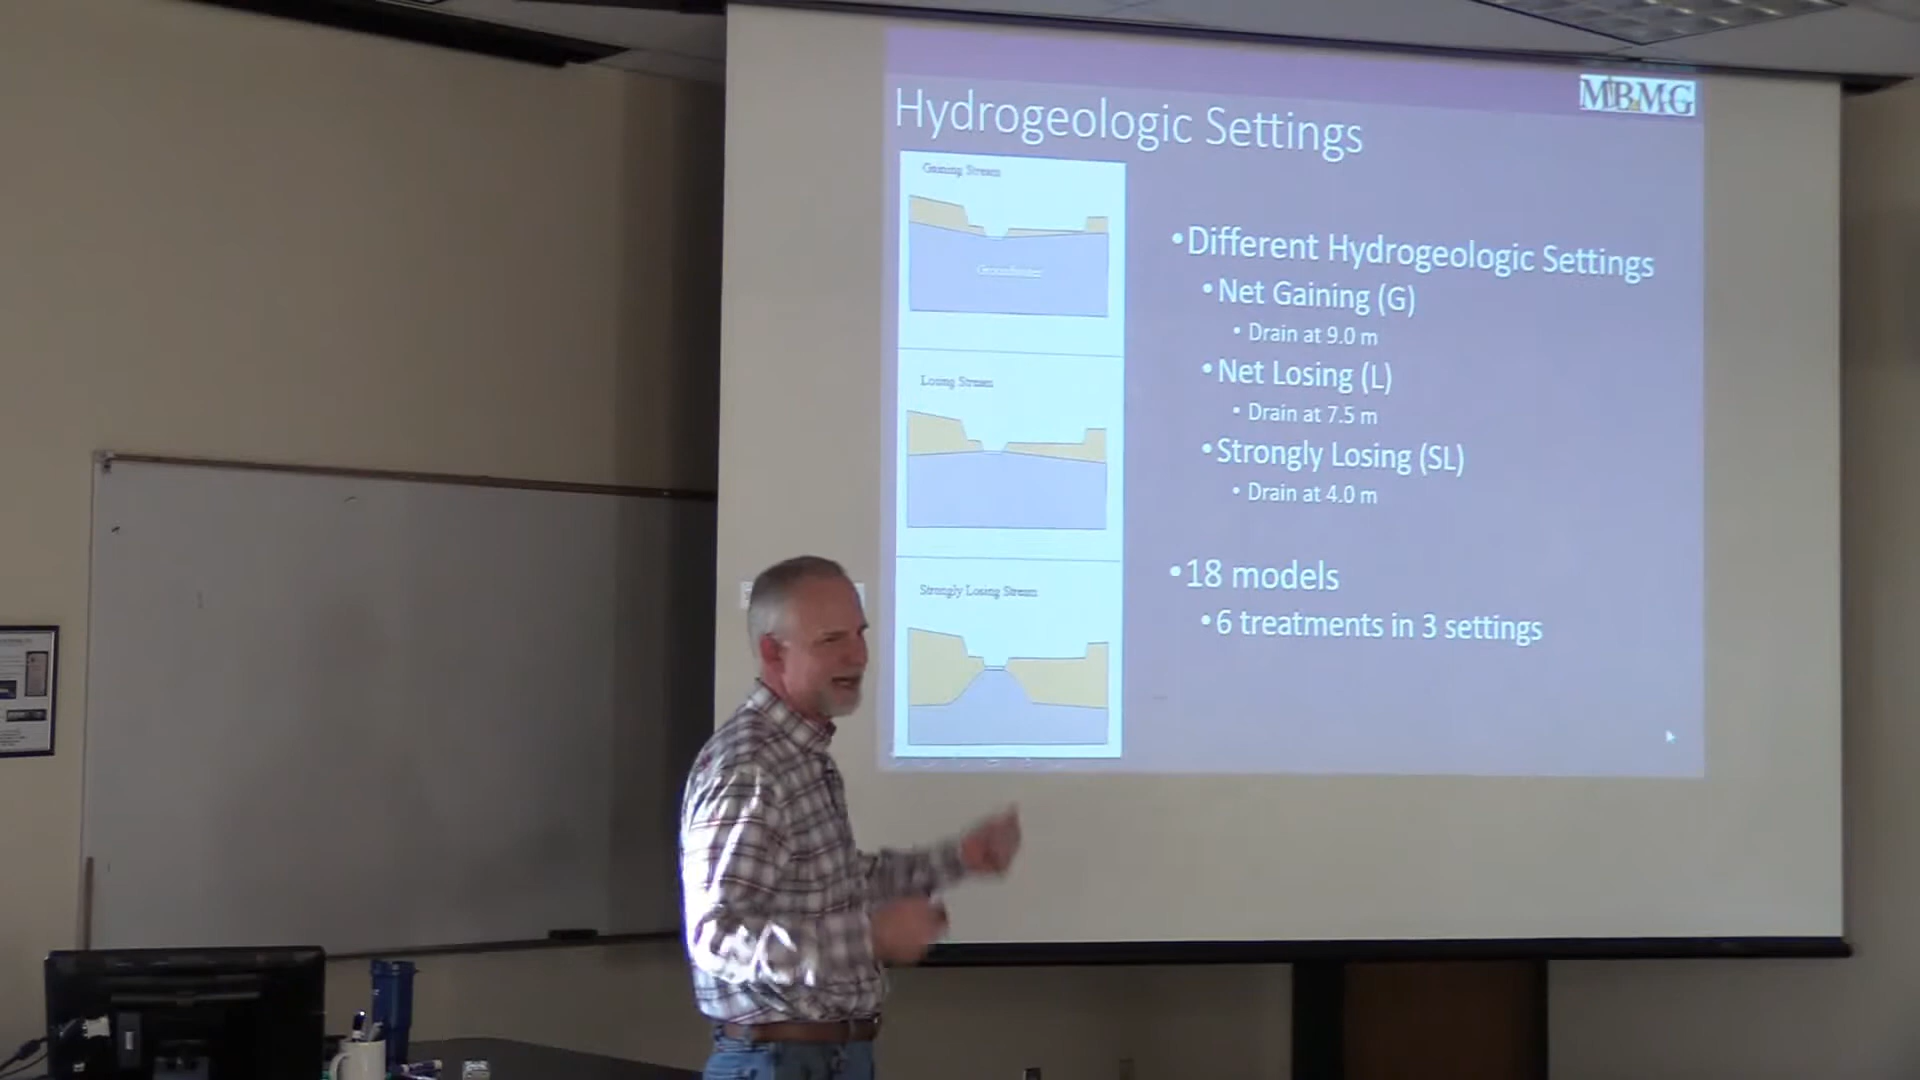 MBMG
Hydrogeologic Settings
Gaining Stream
Groundwater
Losing Stream
Strongly Losing Stream
•Different Hydrogeologic Settings
•Net Gaining (G)
• Drain at 9.0 m
•Net Losing (L)
• Drain at 7.5 m
•Strongly Losing (SL)
• Drain at 4.0 m
•18 models
•6 treatments in 3 settings